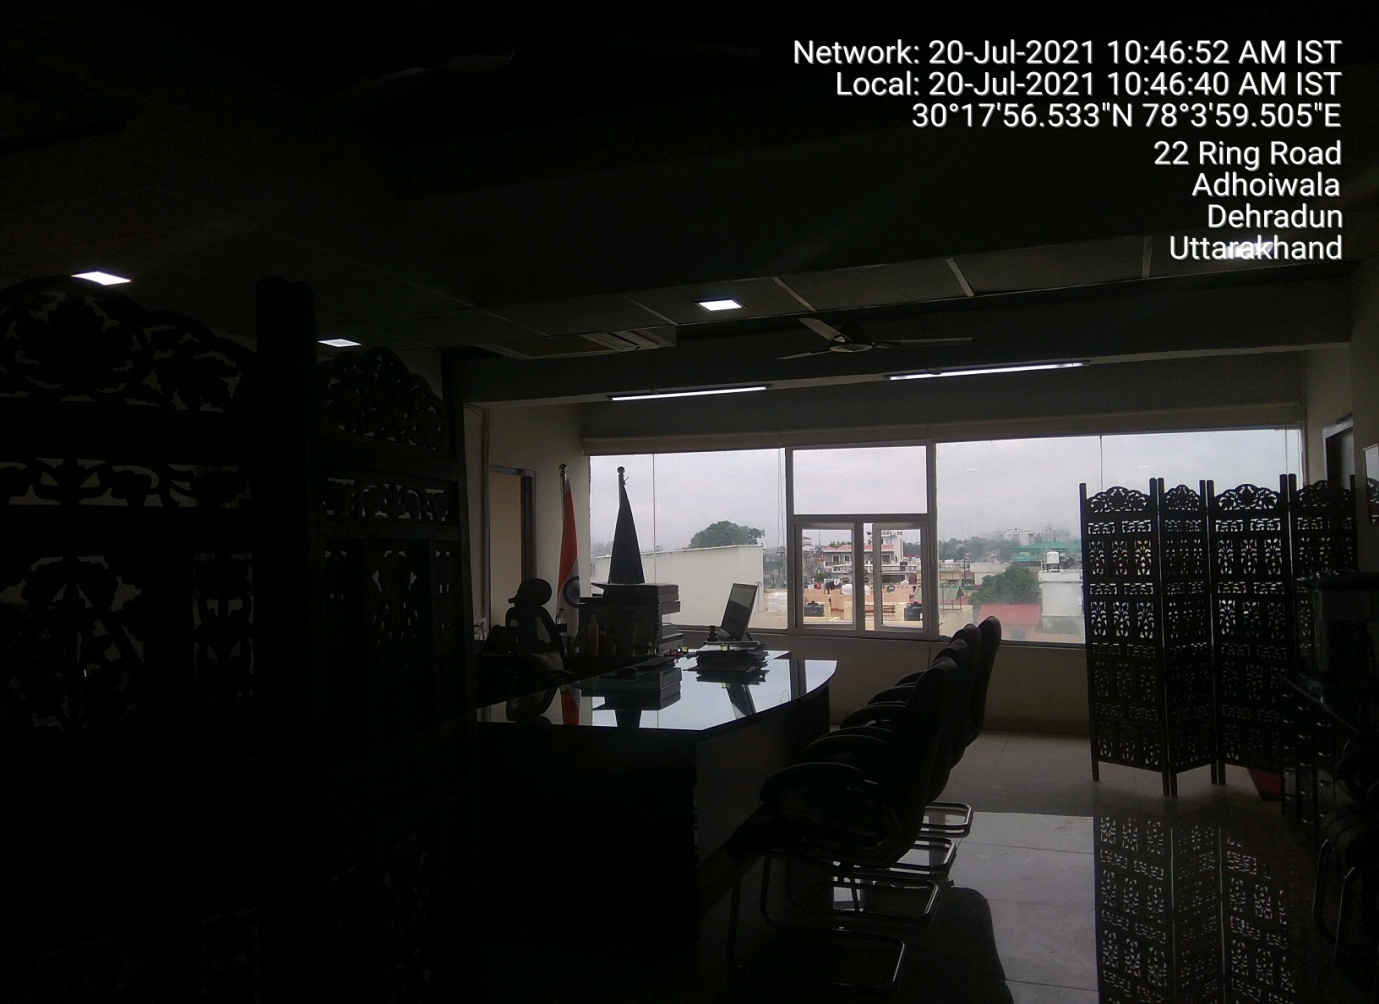 Network: 20-Jul-2021 10:46:52 AM IST
Local: 20-Jul-2021 10:46:40 AM IST
30°17'56.533"N 78°3'59.505"E
22 Ring Road
Adhoiwala
Dehradun
Uttarakhand